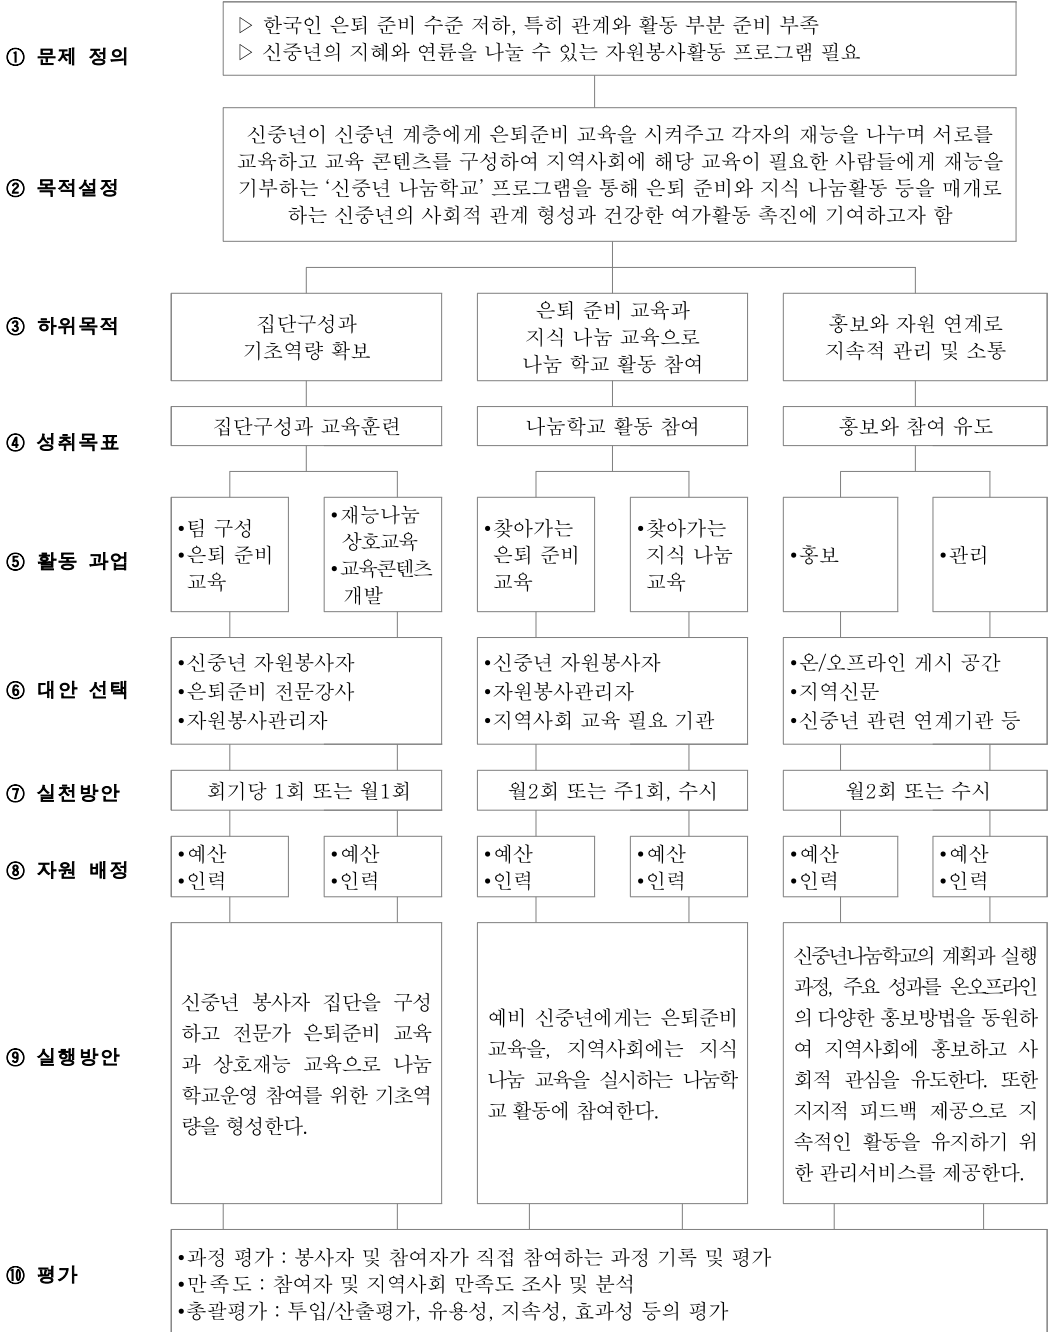 ① 문제 정의
▷ 한국인 은퇴 준비 수준 저하, 특히 관계와 활동 부분 준비 부족
▷ 신중년의 지혜와 연륜을 나눌 수 있는 자원봉사활동 프로그램 필요
② 목적설정
신중년이 신중년 계층에게 은퇴준비 교육을 시켜주고 각자의 재능을 나누며 서로를
교육하고 교육 콘텐츠를 구성하여 지역사회에 해당 교육이 필요한 사람들에게 재능을
기부하는 ‘신중년 나눔학교’ 프로그램을 통해 은퇴 준비와 지식 나눔활동 등을 매개로
하는 신중년의 사회적 관계 형성과 건강한 여가활동 촉진에 기여하고자 함
③ 하위목적
집단구성과
기초역량 확보
은퇴 준비 교육과
지식 나눔 교육으로
나눔 학교 활동 참여
홍보와 자원 연계로
지속적 관리 및 소통
④ 성취목표
집단구성과 교육훈련
나눔학교 활동 참여
홍보와 참여 유도
⑤ 활동 과업
•팀 구성
•은퇴 준비
교육
•재능나눔
상호교육
•교육콘텐츠
개발
•찾아가는
은퇴 준비
교육
•찾아가는
지식 나눔
교육
•홍보
•관리
⑥ 대안 선택
•신중년 자원봉사자
•은퇴준비 전문강사
•자원봉사관리자
•신중년 자원봉사자
•자원봉사관리자
•지역사회 교육 필요 기관
•온/오프라인 게시 공간
•지역신문
•신중년 관련 연계기관 등
⑦ 실천방안
회기당 1회 또는 월1회
월2회 또는 주1회, 수시
월2회 또는 수시
⑧ 자원 배정
•예산
•인력
•예산
•인력
•예산
•인력
•예산
•인력
•예산
•인력
•예산
•인력
⑨ 실행방안
신중년 봉사자 집단을 구성
하고 전문가 은퇴준비 교육
과 상호재능 교육으로 나눔
학교운영 참여를 위한 기초역
량을 형성한다.
예비 신중년에게는 은퇴준비
교육을, 지역사회에는 지식
나눔 교육을 실시하는 나눔학
교 활동에 참여한다.
신중년나눔학교의 계획과 실행
과정, 주요 성과를 온오프라인
의 다양한 홍보방법을 동원하
여 지역사회에 홍보하고 사
회적 관심을 유도한다. 또한
지지적 피드백 제공으로 지
속적인 활동을 유지하기 위
한 관리서비스를 제공한다.
⑩ 평가
•과정 평가 : 봉사자 및 참여자가 직접 참여하는 과정 기록 및 평가
•만족도 : 참여자 및 지역사회 만족도 조사 및 분석
•총괄평가 : 투입/산출평가, 유용성, 지속성, 효과성 등의 평가